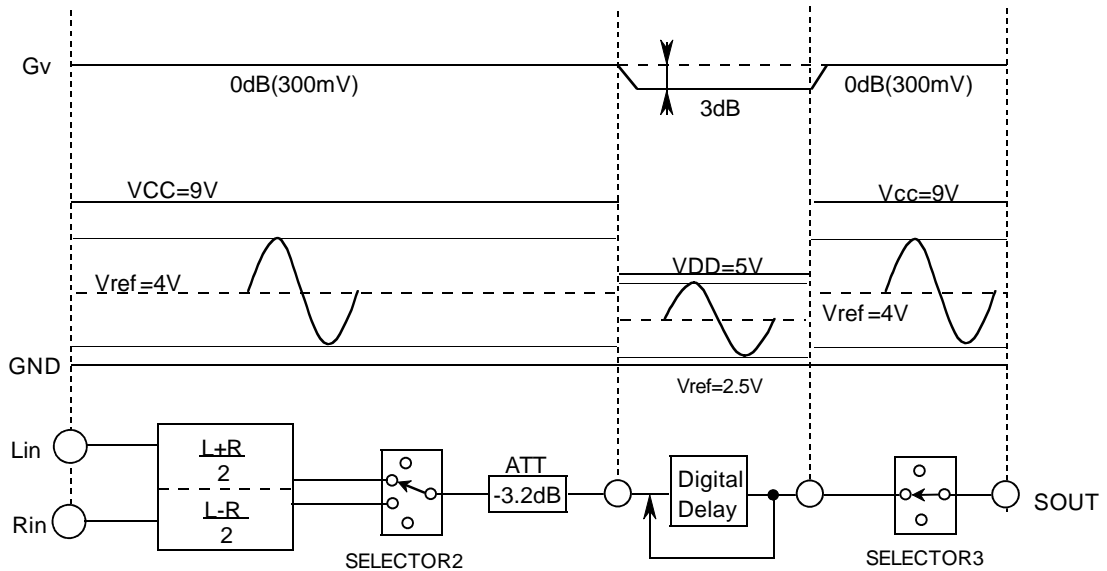 Gv
0dB(300mV)
3dB
0dB(300mV)
VCC=9V
Vcc=9V
VDD=5V
Vref=4V
Vref=4V
GND
Vref=2.5V
Lin
L+R
2
ATT
-3.2dB
Digital
Delay
SOUT
L-R
2
Rin
SELECTOR2
SELECTOR3